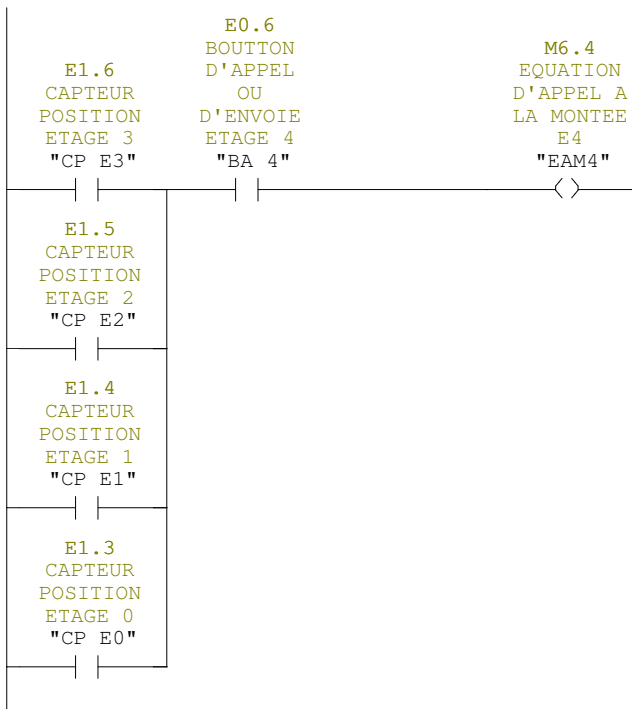 E0.6
BOUTTON
D'APPEL
OU
D'ENVOIE
ETAGE 4
"BA 4"
M6.4
EQUATION
D'APPEL A
LA MONTEE
E4
"EAM4"
E1.6
CAPTEUR
POSITION
ETAGE 3
"CP E3"
E1.5
CAPTEUR
POSITION
ETAGE 2
"CP E2"
E1.4
CAPTEUR
POSITION
ETAGE 1
"CP E1"
E1.3
CAPTEUR
POSITION
ETAGE 0
"CP E0"